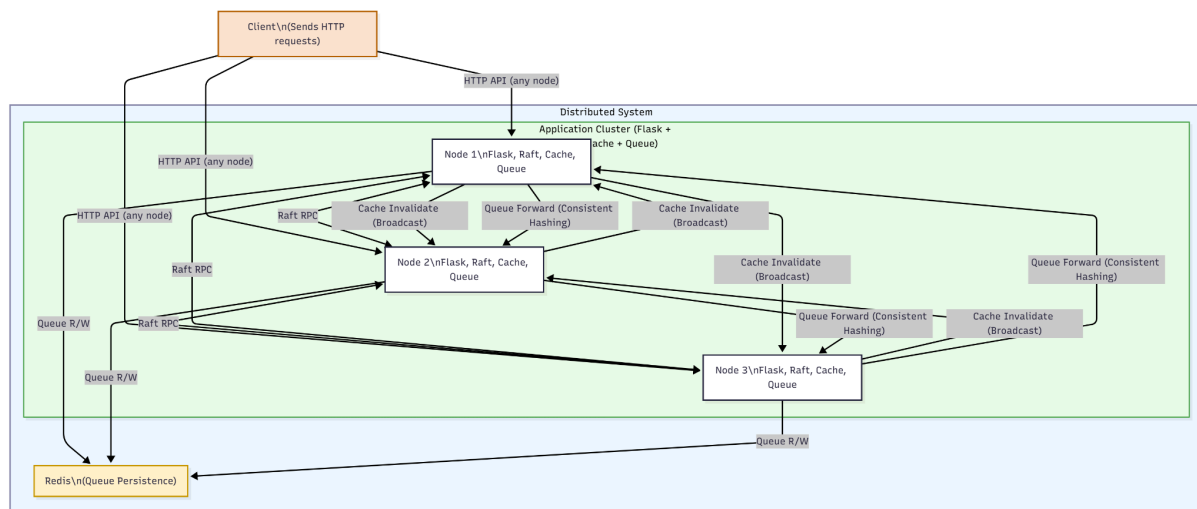 Client\n(Sends HTTP
requests)
HTTP API (any node)
Distributed System
Application Cluster (Flask +
ache + Queue)
Node 1\nFlask, Raft, Cache,
Queue
HTTP API (any node)
HTTP API (any node)
Raft RPC
Cache Invalidate
(Broadcast)
Queue Forward (Consistent
Hashing)
Cache Invalidate
(Broadcast)
Node 2\nFlask, Raft, Cache,
Queue
Raft RPC
Cache Invalidate
(Broadcast)
Queue Forward (Consistent
Hashing)
Queue R/W
Raft RPC
Queue Forward (Consistent
Hashing)
Cache Invalidate
(Broadcast)
Queue R/W
Node 3\nFlask, Raft, Cache,
Queue
Queue R/W
Redis\n(Queue Persistence)